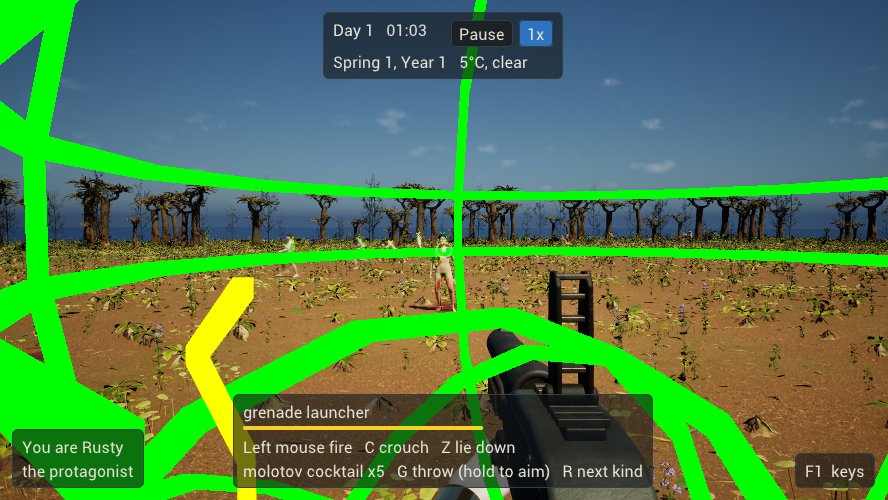 Day 1 01:03 Pause 1x
Spring 1, Year 1 5°C, clear
grenade launcher
Left mouse fire C crouch Z lie down
molotov cocktail x5 G throw (hold to aim) R next kind
You are Rusty
the protagonist
F1 keys